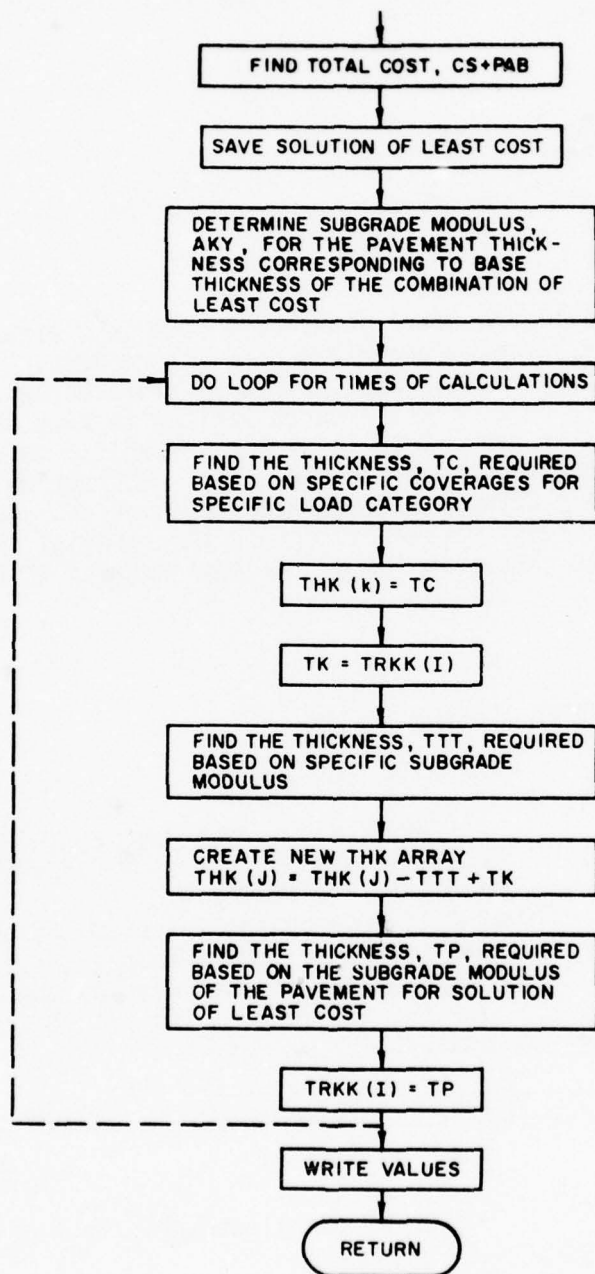 FIND TOTAL COST, CS+PAB
SAVE SOLUTION OF LEAST COST
DETERMINE SUBGRADE MODULUS,
AKY, FOR THE PAVEMENT THICK-
NESS CORRESPONDING TO BASE
THICKNESS OF THE COMBINATION OF
LEAST COST
DO LOOP FOR TIMES OF CALCULATIONS
FIND THE THICKNESS, TC, REQUIRED
BASED ON SPECIFIC COVERAGES FOR
SPECIFIC LOAD CATEGORY
THK (k) = TC
TK = TRKK (I)
FIND THE THICKNESS, TTT, REQUIRED
BASED ON SPECIFIC SUBGRADE
MODULUS
CREATE NEW THK ARRAY
THK (J) = THK (J) - TTT + TK
FIND THE THICKNESS, TP, REQUIRED
BASED ON THE SUBGRADE MODULUS
OF THE PAVEMENT FOR SOLUTION
OF LEAST COST
TRKK (I) = TP
WRITE VALUES
RETURN